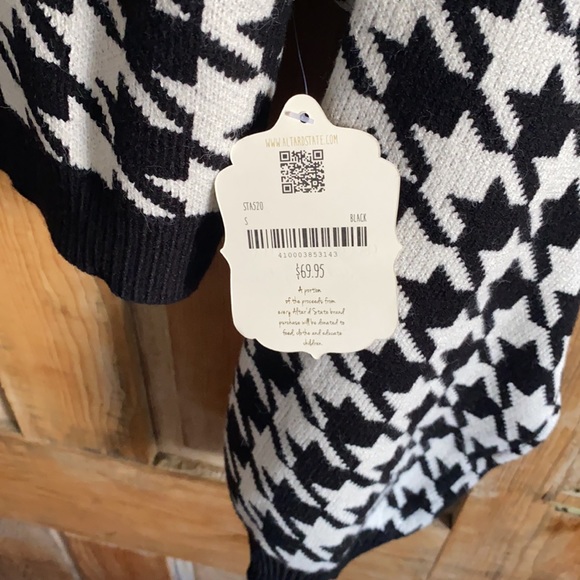 WWW.ALTARDSTATE.COM
STA520
S BLACK
410003853143
$69.95
A portion
of the proceeds from
every Altar'd State brand
purchase will be donated to
feed, clothe and educate
children.